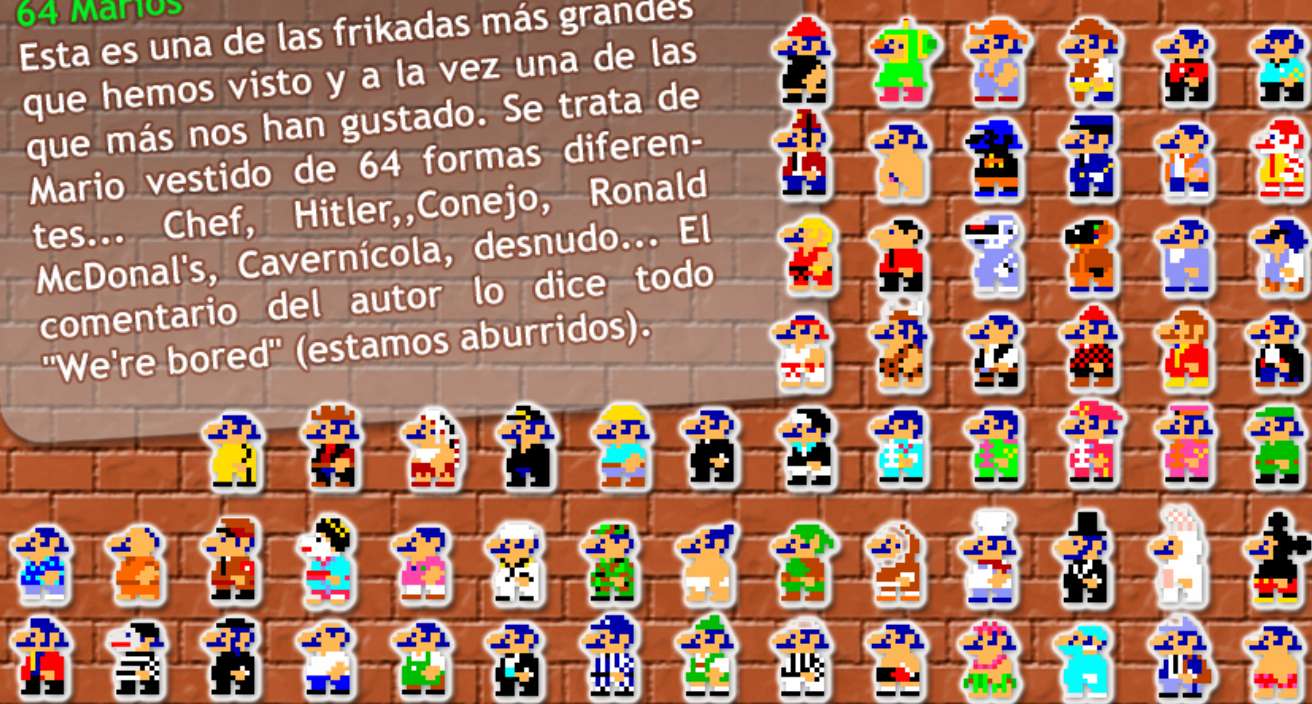 64 Marios
Esta es una de las frikadas más grandes
que hemos visto y a la vez una de las
que más nos han gustado. Se trata de
Mario vestido de 64 formas diferen-
tes... Chef, Hitler,,Conejo, Ronald
McDonal's, Cavernícola, desnudo... El
comentario del autor lo dice todo
"We're bored" (estamos aburridos).